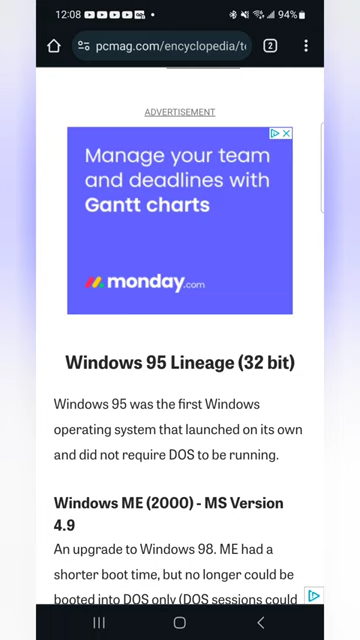 12:08
94%
pcmag.com/encyclopedia/te
2
ADVERTISEMENT
Manage your team
and deadlines with
Gantt charts
monday.com
Windows 95 Lineage (32 bit)
Windows 95 was the first Windows
operating system that launched on its own
and did not require DOS to be running.
Windows ME (2000) - MS Version
4.9
An upgrade to Windows 98. ME had a
shorter boot time, but no longer could be
booted into DOS only (DOS sessions could